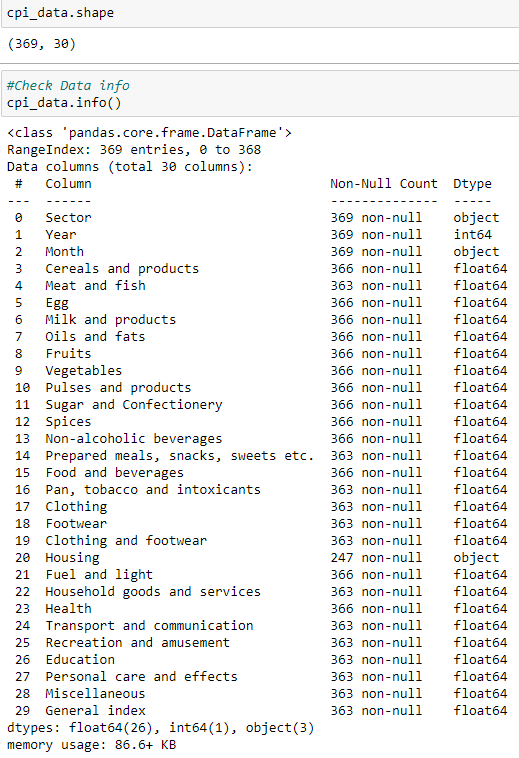 cpi_data.shape
(369, 30)
#Check Data info
cpi_data.info()
<class 'pandas.core.frame.DataFrame'>
RangeIndex: 369 entries, 0 to 368
Data columns (total 30 columns):
 #   Column                            Non-Null Count  Dtype
---  ------                            --------------  -----
 0   Sector                            369 non-null    object
 1   Year                              369 non-null    int64
 2   Month                             369 non-null    object
 3   Cereals and products              366 non-null    float64
 4   Meat and fish                     363 non-null    float64
 5   Egg                               366 non-null    float64
 6   Milk and products                 366 non-null    float64
 7   Oils and fats                     366 non-null    float64
 8   Fruits                            366 non-null    float64
 9   Vegetables                        366 non-null    float64
 10  Pulses and products               366 non-null    float64
 11  Sugar and Confectionery           366 non-null    float64
 12  Spices                            366 non-null    float64
 13  Non-alcoholic beverages           366 non-null    float64
 14  Prepared meals, snacks, sweets etc.  363 non-null    float64
 15  Food and beverages                366 non-null    float64
 16  Pan, tobacco and intoxicants      363 non-null    float64
 17  Clothing                          363 non-null    float64
 18  Footwear                          363 non-null    float64
 19  Clothing and footwear             363 non-null    float64
 20  Housing                           247 non-null    object
 21  Fuel and light                    366 non-null    float64
 22  Household goods and services      363 non-null    float64
 23  Health                            366 non-null    float64
 24  Transport and communication       363 non-null    float64
 25  Recreation and amusement          363 non-null    float64
 26  Education                         363 non-null    float64
 27  Personal care and effects         363 non-null    float64
 28  Miscellaneous                     363 non-null    float64
 29  General index                     363 non-null    float64
dtypes: float64(26), int64(1), object(3)
memory usage: 86.6+ KB